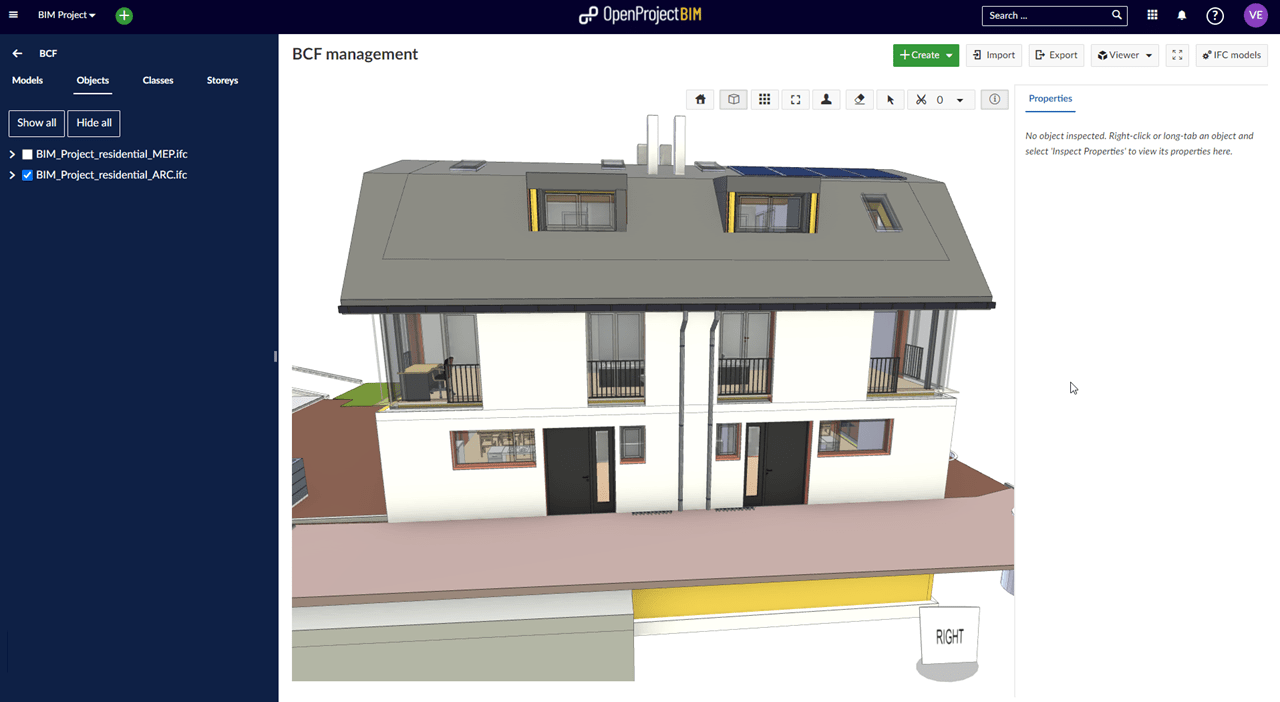 BIM Project
OpenProjectBIM
Search ...
?
VE
BCF
Models
Objects
Classes
Storeys
Show all
Hide all
BIM_Project_residential_MEP.ifc
BIM_Project_residential_ARC.ifc
BCF management
+Create
Import
Export
Viewer
IFC models
0
Properties
No object inspected. Right-click or long-tab an object and
select 'Inspect Properties' to view its properties here.
RIGHT